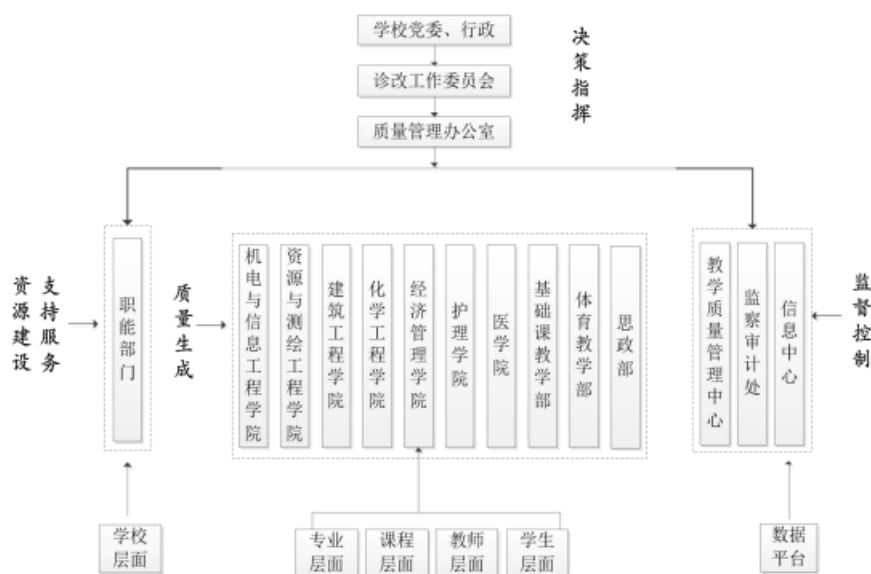 学校党委、行政
诊改工作委员会
质量管理办公室
决策指挥
资源建设
支持服务
职能部门
质量生成
机电与信息工程学院
资源与测绘工程学院
建筑工程学院
化学工程学院
经济管理学院
护理学院
医学院
基础课教学部
体育教学部
思政部
教学质量管理中心
监察审计处
信息中心
监督控制
学校
层面
专业
层面
课程
层面
教师
层面
学生
层面
数据
平台